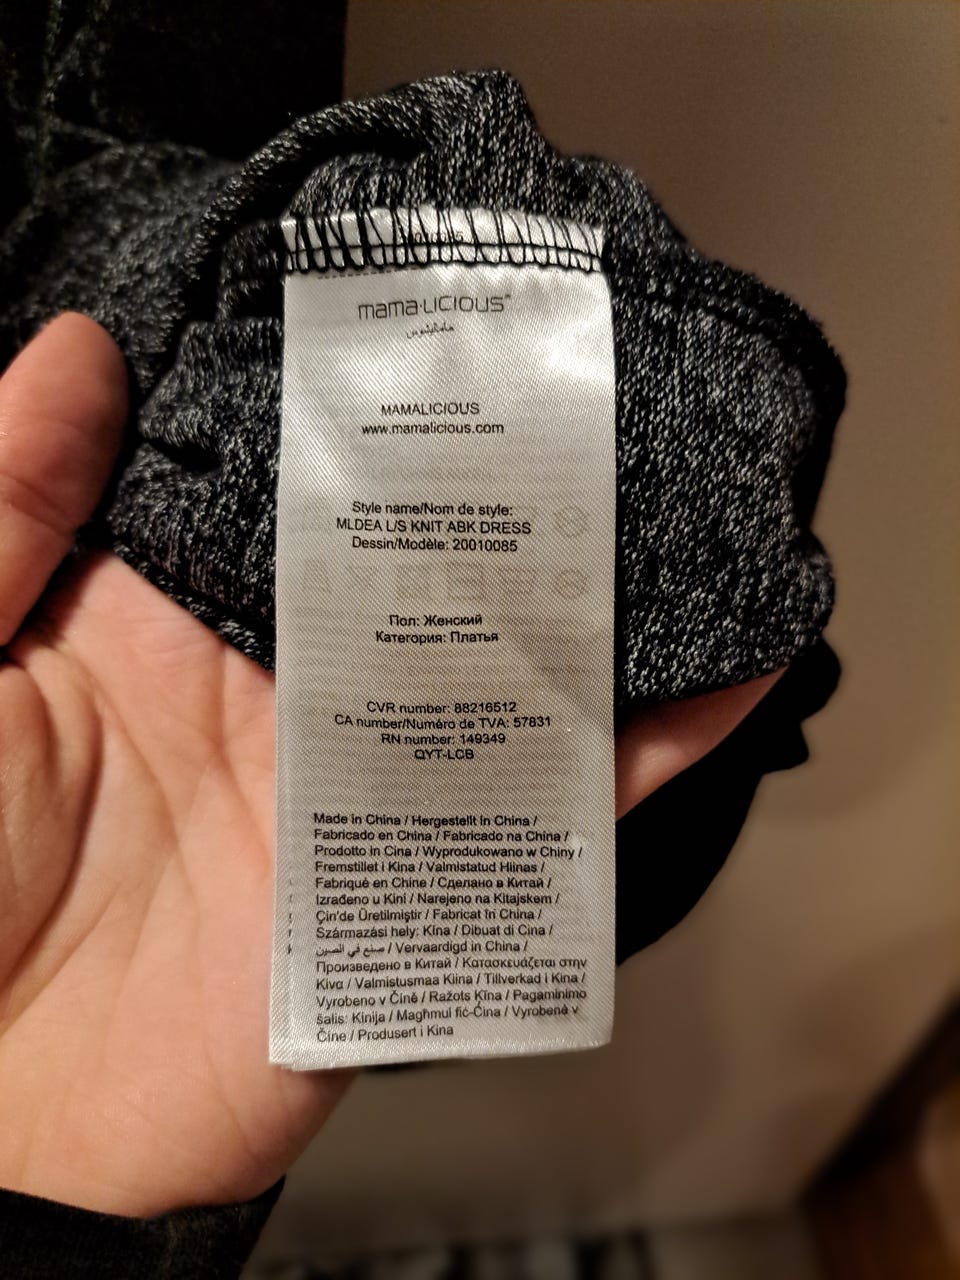 mama·licious™
ماماليشس
MAMALICIOUS
www.mamalicious.com
Style name/Nom de style:
MLDEA L/S KNIT ABK DRESS
Dessin/Modèle: 20010085
Пол: Женский
Категория: Платья
CVR number: 88216512
CA number/Numéro de TVA: 57831
RN number: 149349
QYT-LCB
Made in China / Hergestellt in China /
Fabricado en China / Fabricado na China /
Prodotto in Cina / Wyprodukowano w Chiny /
Fremstillet i Kina / Valmistatud Hiinas /
Fabriqué en Chine / Сделано в Китай /
Izrađeno u Kini / Narejeno na Kitajskem /
Çin'de Üretilmiştir / Fabricat în China /
Származási hely: Kína / Dibuat di Cina /
صنع في الصين / Vervaardigd in China /
Произведено в Китай / Κατασκευάζεται στην
Κίνα / Valmistusmaa Kiina / Tillverkad i Kina /
Vyrobeno v Číně / Ražots Ķīna / Pagaminimo
šalis: Kinija / Magħmul fiċ-Ċina / Vyrobené v
Číne / Produsert i Kina